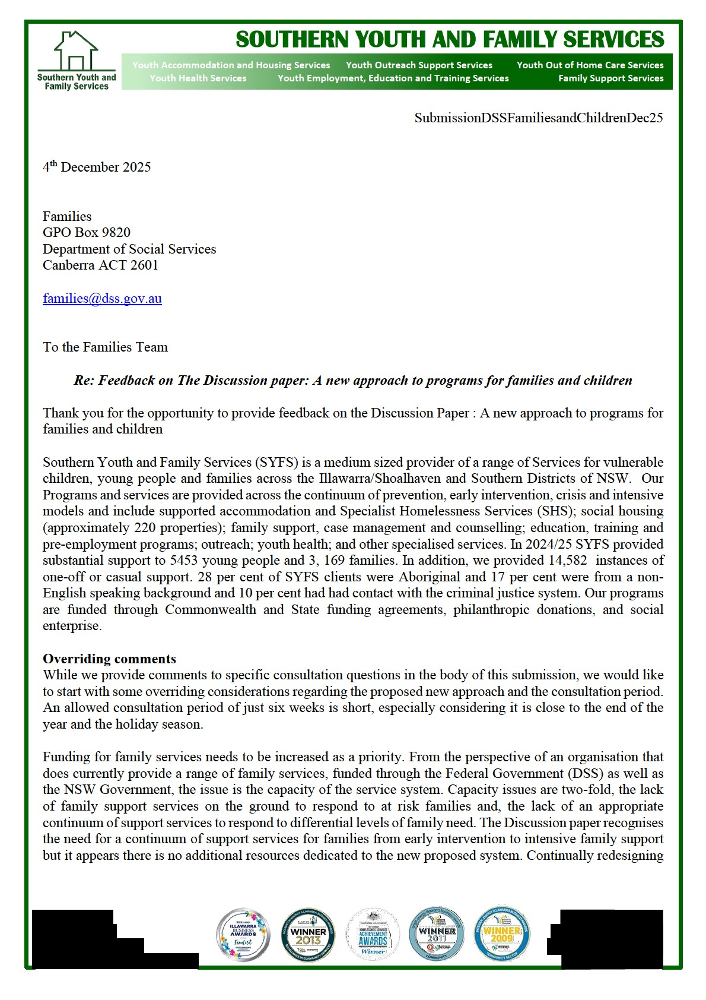 SOUTHERN YOUTH AND FAMILY SERVICES
Southern Youth and
Family Services
Youth Accommodation and Housing Services Youth Outreach Support Services Youth Out of Home Care Services
Youth Health Services Youth Employment, Education and Training Services Family Support Services
SubmissionDSSFamiliesandChildrenDec25
4th December 2025
Families
GPO Box 9820
Department of Social Services
Canberra ACT 2601
families@dss.gov.au
To the Families Team
Re: Feedback on The Discussion paper: A new approach to programs for families and children
Thank you for the opportunity to provide feedback on the Discussion Paper : A new approach to programs for
families and children
Southern Youth and Family Services (SYFS) is a medium sized provider of a range of Services for vulnerable
children, young people and families across the Illawarra/Shoalhaven and Southern Districts of NSW. Our
Programs and services are provided across the continuum of prevention, early intervention, crisis and intensive
models and include supported accommodation and Specialist Homelessness Services (SHS); social housing
(approximately 220 properties); family support, case management and counselling; education, training and
pre-employment programs; outreach; youth health; and other specialised services. In 2024/25 SYFS provided
substantial support to 5453 young people and 3, 169 families. In addition, we provided 14,582 instances of
one-off or casual support. 28 per cent of SYFS clients were Aboriginal and 17 per cent were from a non-
English speaking background and 10 per cent had had contact with the criminal justice system. Our programs
are funded through Commonwealth and State funding agreements, philanthropic donations, and social
enterprise.
Overriding comments
While we provide comments to specific consultation questions in the body of this submission, we would like
to start with some overriding considerations regarding the proposed new approach and the consultation period.
An allowed consultation period of just six weeks is short, especially considering it is close to the end of the
year and the holiday season.
Funding for family services needs to be increased as a priority. From the perspective of an organisation that
does currently provide a range of family services, funded through the Federal Government (DSS) as well as
the NSW Government, the issue is the capacity of the service system. Capacity issues are two-fold, the lack
of family support services on the ground to respond to at risk families and, the lack of an appropriate
continuum of support services to respond to differential levels of family need. The Discussion paper recognises
the need for a continuum of support services for families from early intervention to intensive family support
but it appears there is no additional resources dedicated to the new proposed system. Continually redesigning
2021
ILLAWARRA
BUSINESS
AWARDS
Finalist
WINNER
2013
EXCELLENCE IN COMMUNITY SERVICES
HOMELESSNESS SERVICES
ACHIEVEMENT
AWARDS
Winner
WINNER
2011
COMMUNITY
INTEGRAL ENERGY ILLAWARRA BUSINESS AWARDS
WINNER
2009
COMMUNITY SECTOR